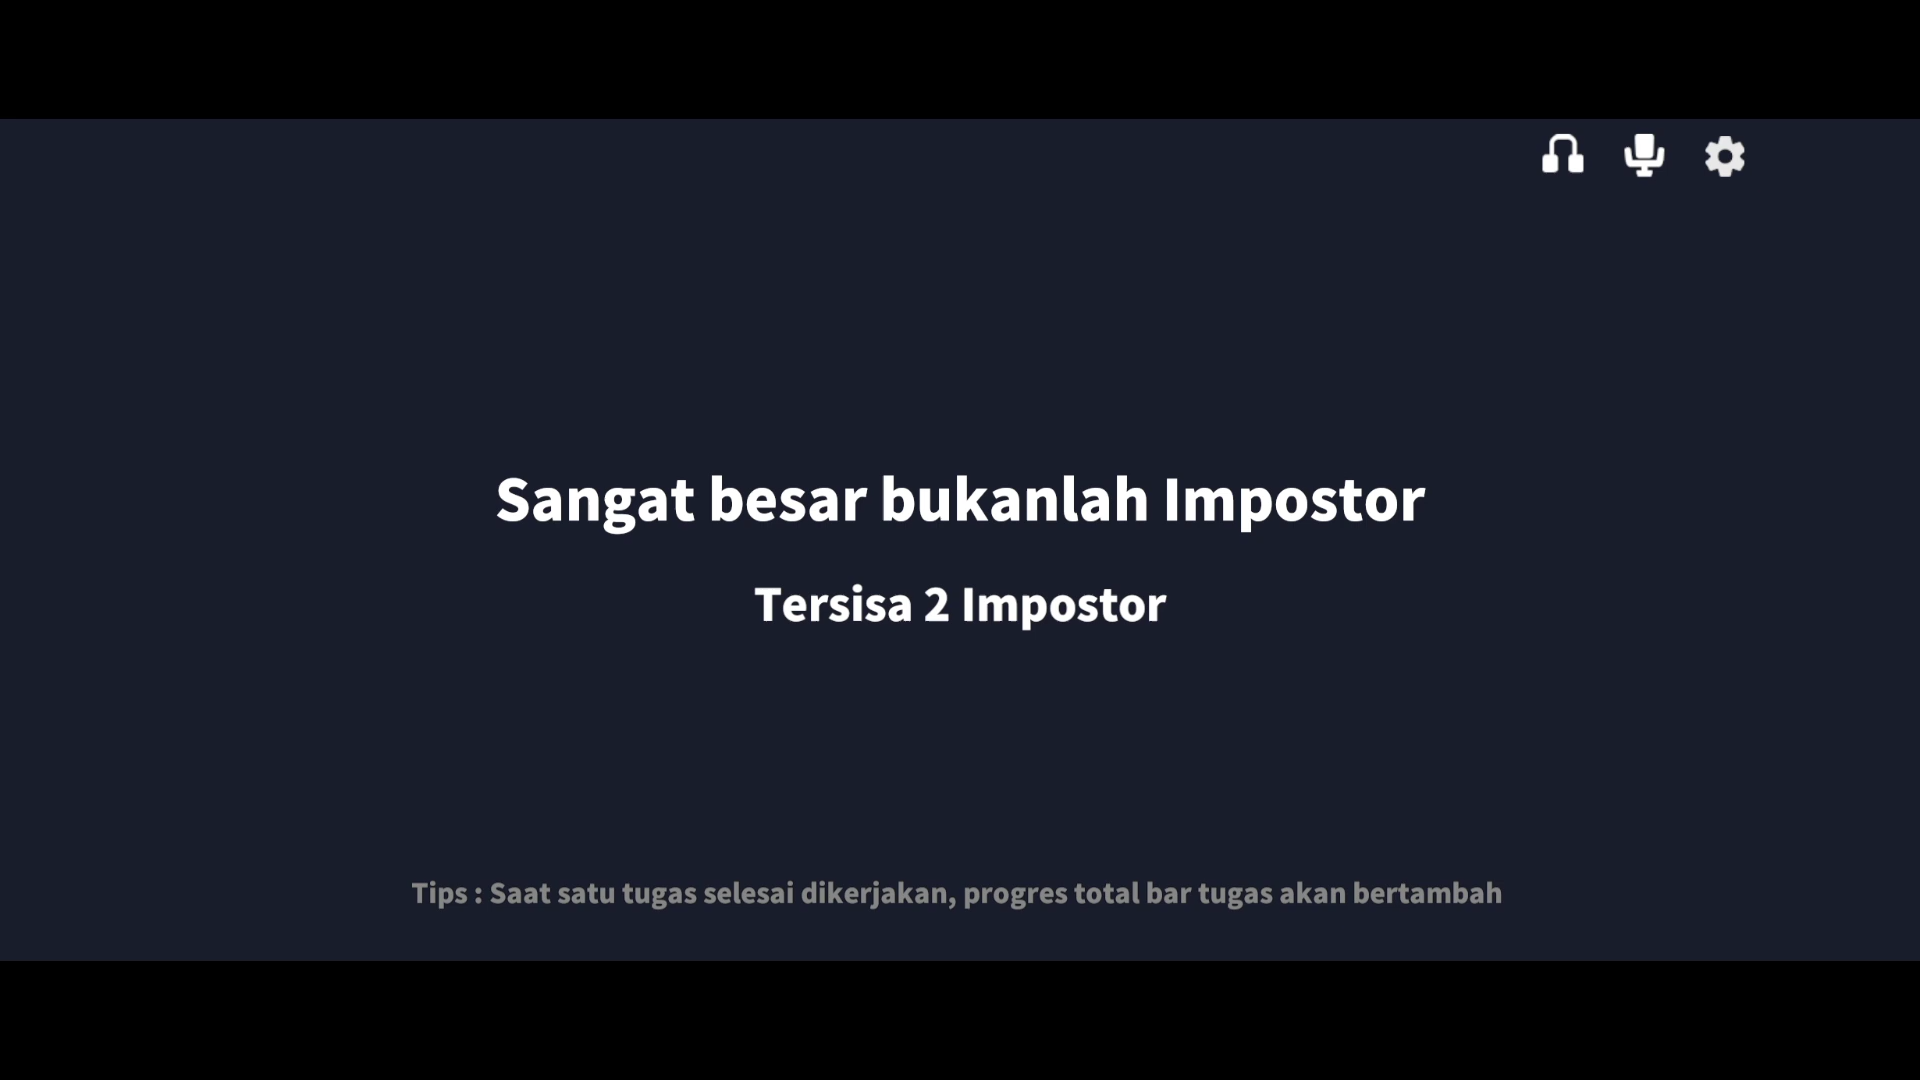 Sangat besar bukanlah Impostor
Tersisa 2 Impostor
Tips : Saat satu tugas selesai dikerjakan, progres total bar tugas akan bertambah